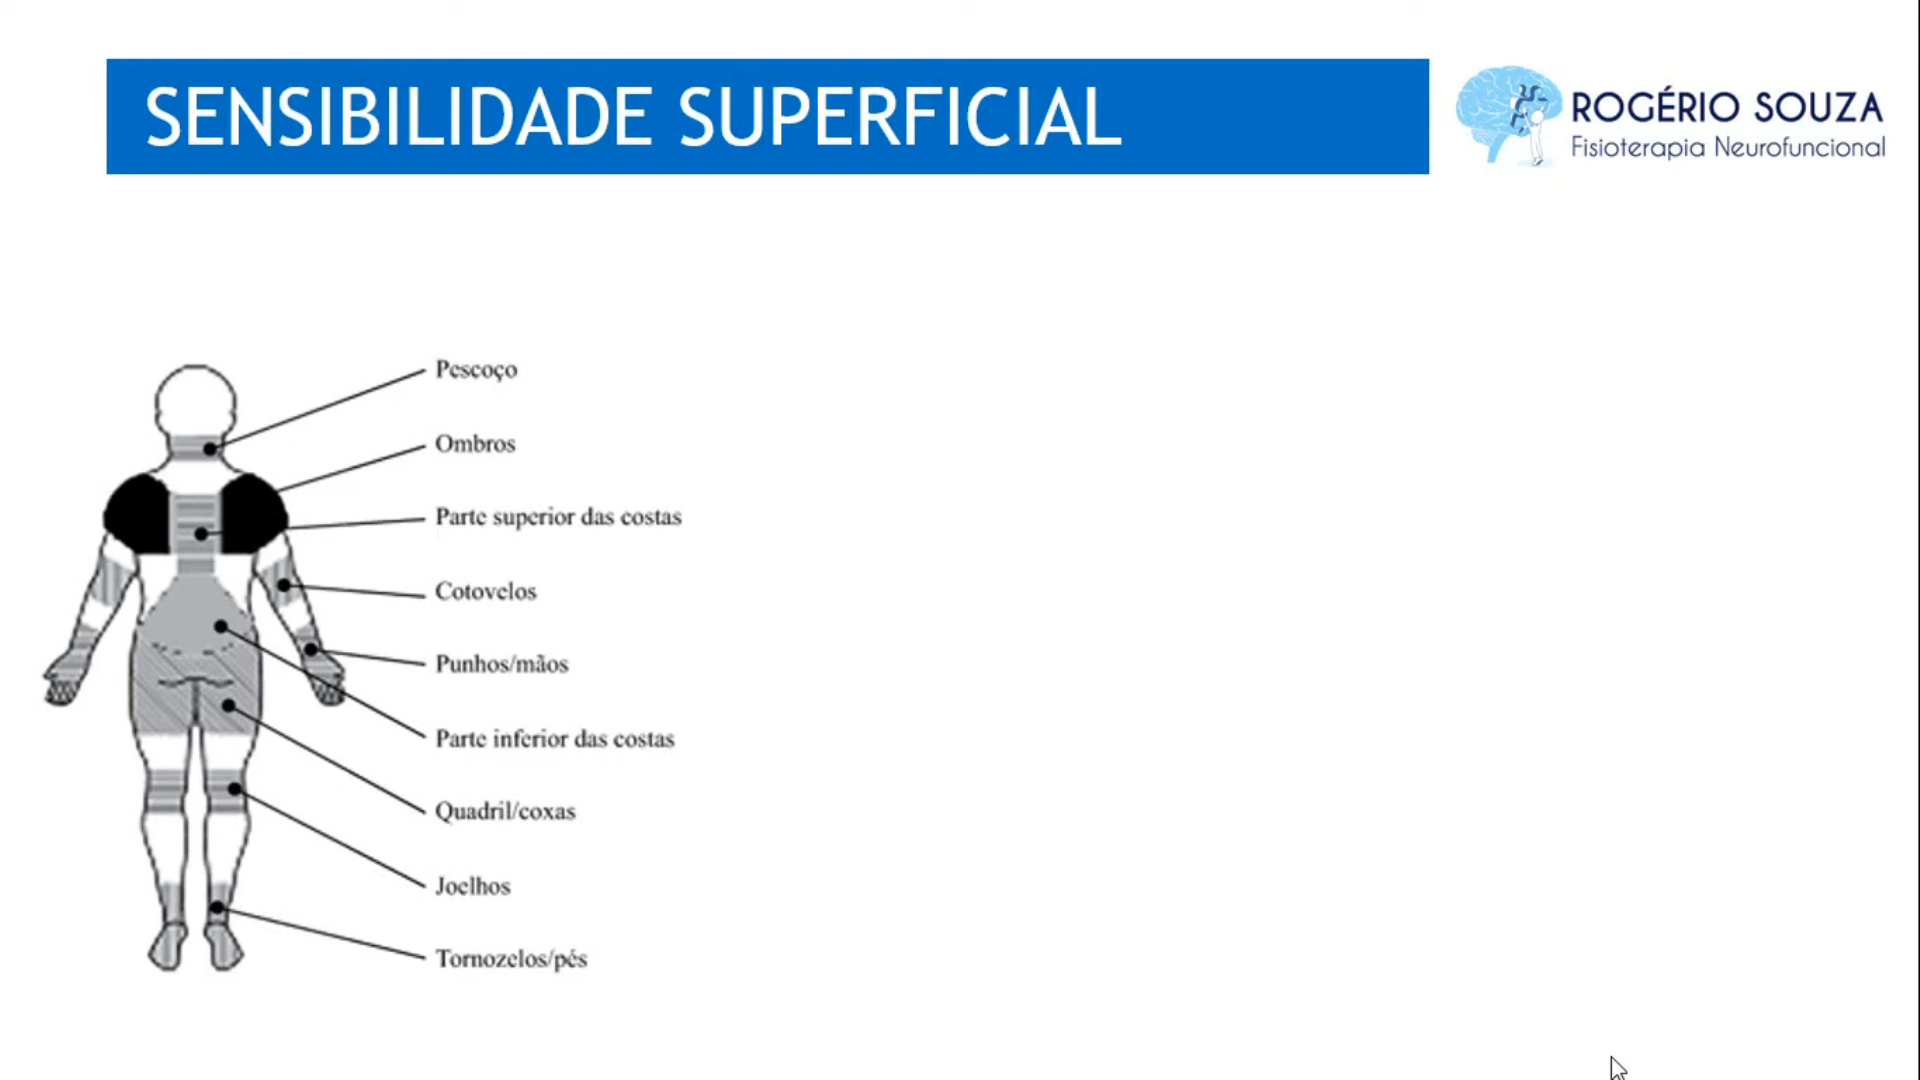 SENSIBILIDADE SUPERFICIAL
ROGÉRIO SOUZA
Fisioterapia Neurofuncional
Pescoço
Ombros
Parte superior das costas
Cotovelos
Punhos/mãos
Parte inferior das costas
Quadril/coxas
Joelhos
Tornozelos/pés